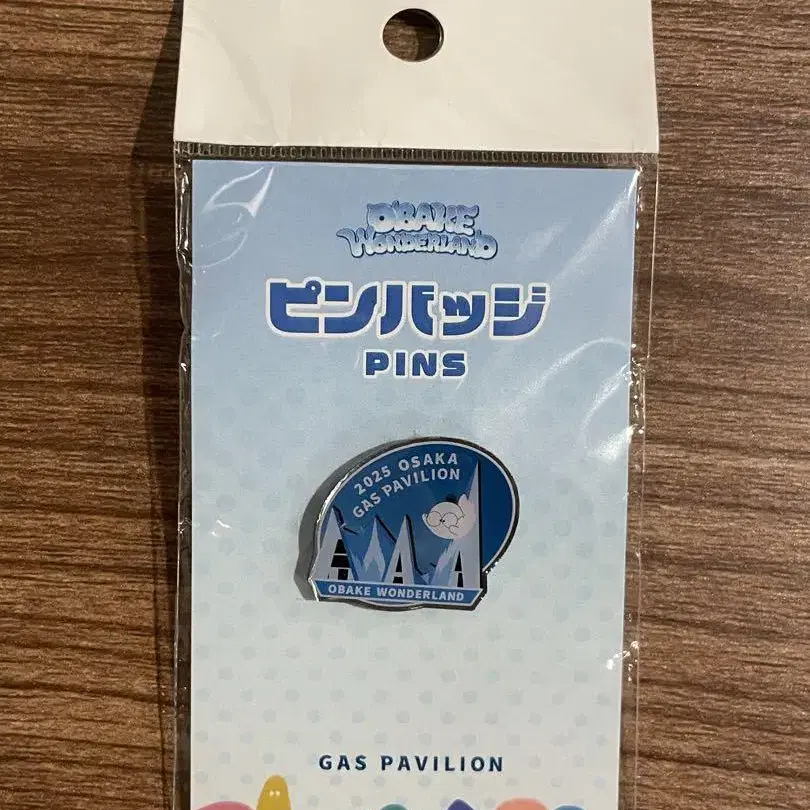 OBAKE
WONDERLAND
ピンバッジ
PINS
2025 OSAKA
GAS PAVILION
OBAKE WONDERLAND
GAS PAVILION